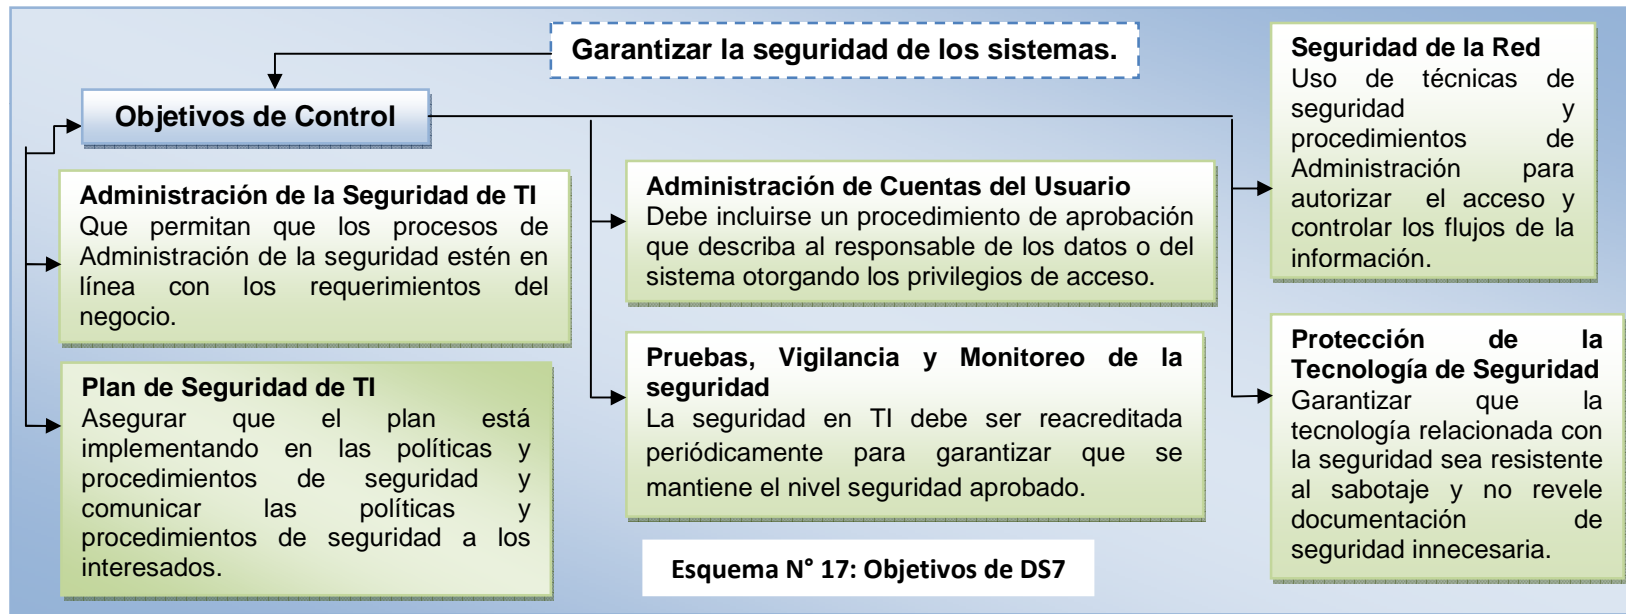 Garantizar la seguridad de los sistemas.
Objetivos de Control
Administración de la Seguridad de TI
Que permitan que los procesos de
Administración de la seguridad estén en
línea con los requerimientos del
negocio.
Plan de Seguridad de TI
Asegurar que el plan está
implementando en las políticas y
procedimientos de seguridad y
comunicar las políticas y
procedimientos de seguridad a los
interesados.
Administración de Cuentas del Usuario
Debe incluirse un procedimiento de aprobación
que describa al responsable de los datos o del
sistema otorgando los privilegios de acceso.
Pruebas, Vigilancia y Monitoreo de la
seguridad
La seguridad en TI debe ser reacreditada
periódicamente para garantizar que se
mantiene el nivel seguridad aprobado.
Seguridad de la Red
Uso de técnicas de
seguridad y
procedimientos de
Administración para
autorizar el acceso y
controlar los flujos de la
información.
Protección de la
Tecnología de Seguridad
Garantizar que la
tecnología relacionada con
la seguridad sea resistente
al sabotaje y no revele
documentación de
seguridad innecesaria.
Esquema N° 17: Objetivos de DS7